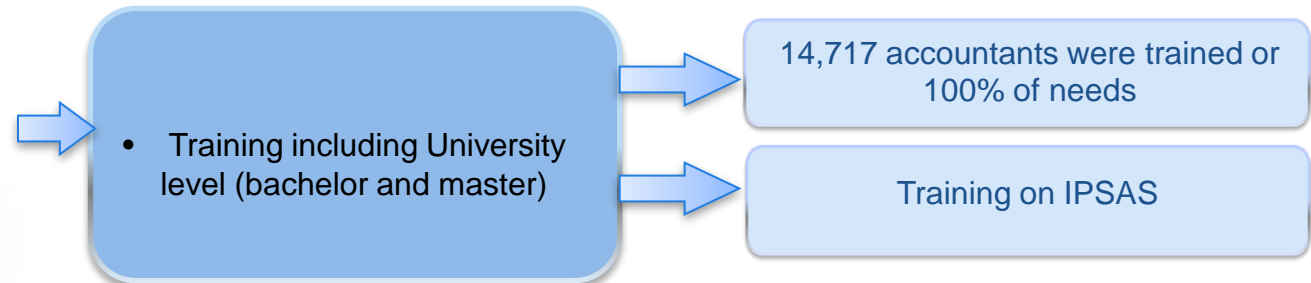 • Training including University
level (bachelor and master)
14,717 accountants were trained or
100% of needs
Training on IPSAS